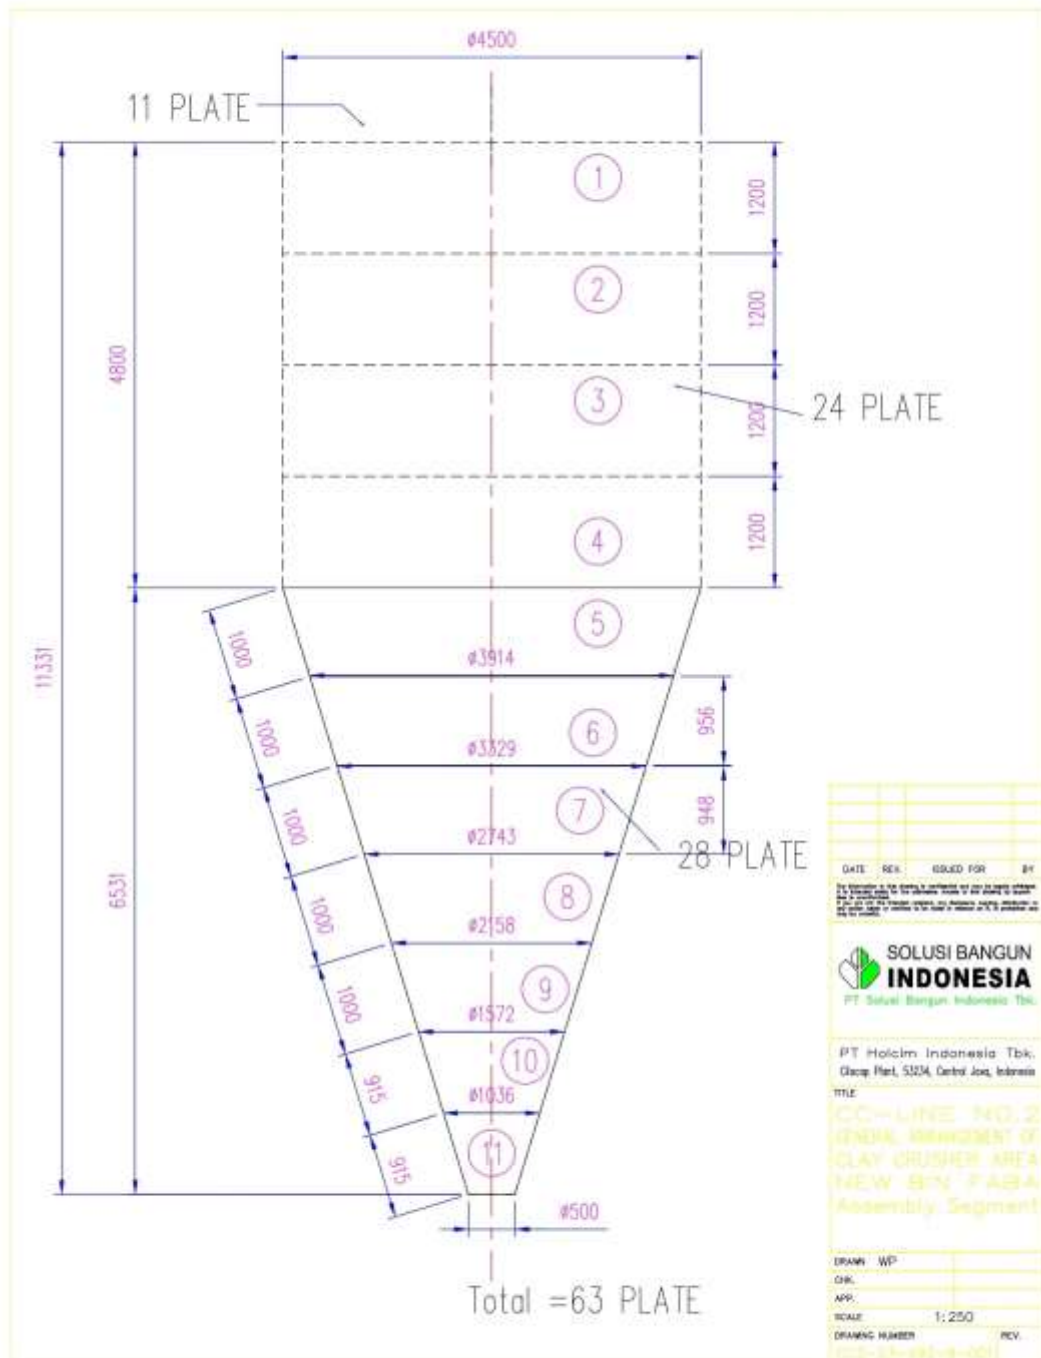 ø4500
11 PLATE
1
1200
2
1200
4800
3
1200
24 PLATE
4
1200
5
1000
ø3914
11331
6
956
1000
ø3329
7
948
1000
ø2743
28 PLATE
6531
8
1000
ø2158
9
1000
ø1572
10
915
ø1036
11
915
ø500
Total =63 PLATE
DATE REV. ISSUED FOR BY
SOLUSI BANGUN
INDONESIA
PT Solusi Bangun Indonesia Tbk.
PT Holcim Indonesia Tbk.
Cilacap Plant, 53234, Central Java, Indonesia
TITLE
CC-LINE NO.2
GENERAL ARRANGEMENT OF
CLAY CRUSHER AREA
NEW BIN FABA
Assembly Segment
DRAWN WP
CHK.
APP.
SCALE 1:250
DRAWING NUMBER REV.